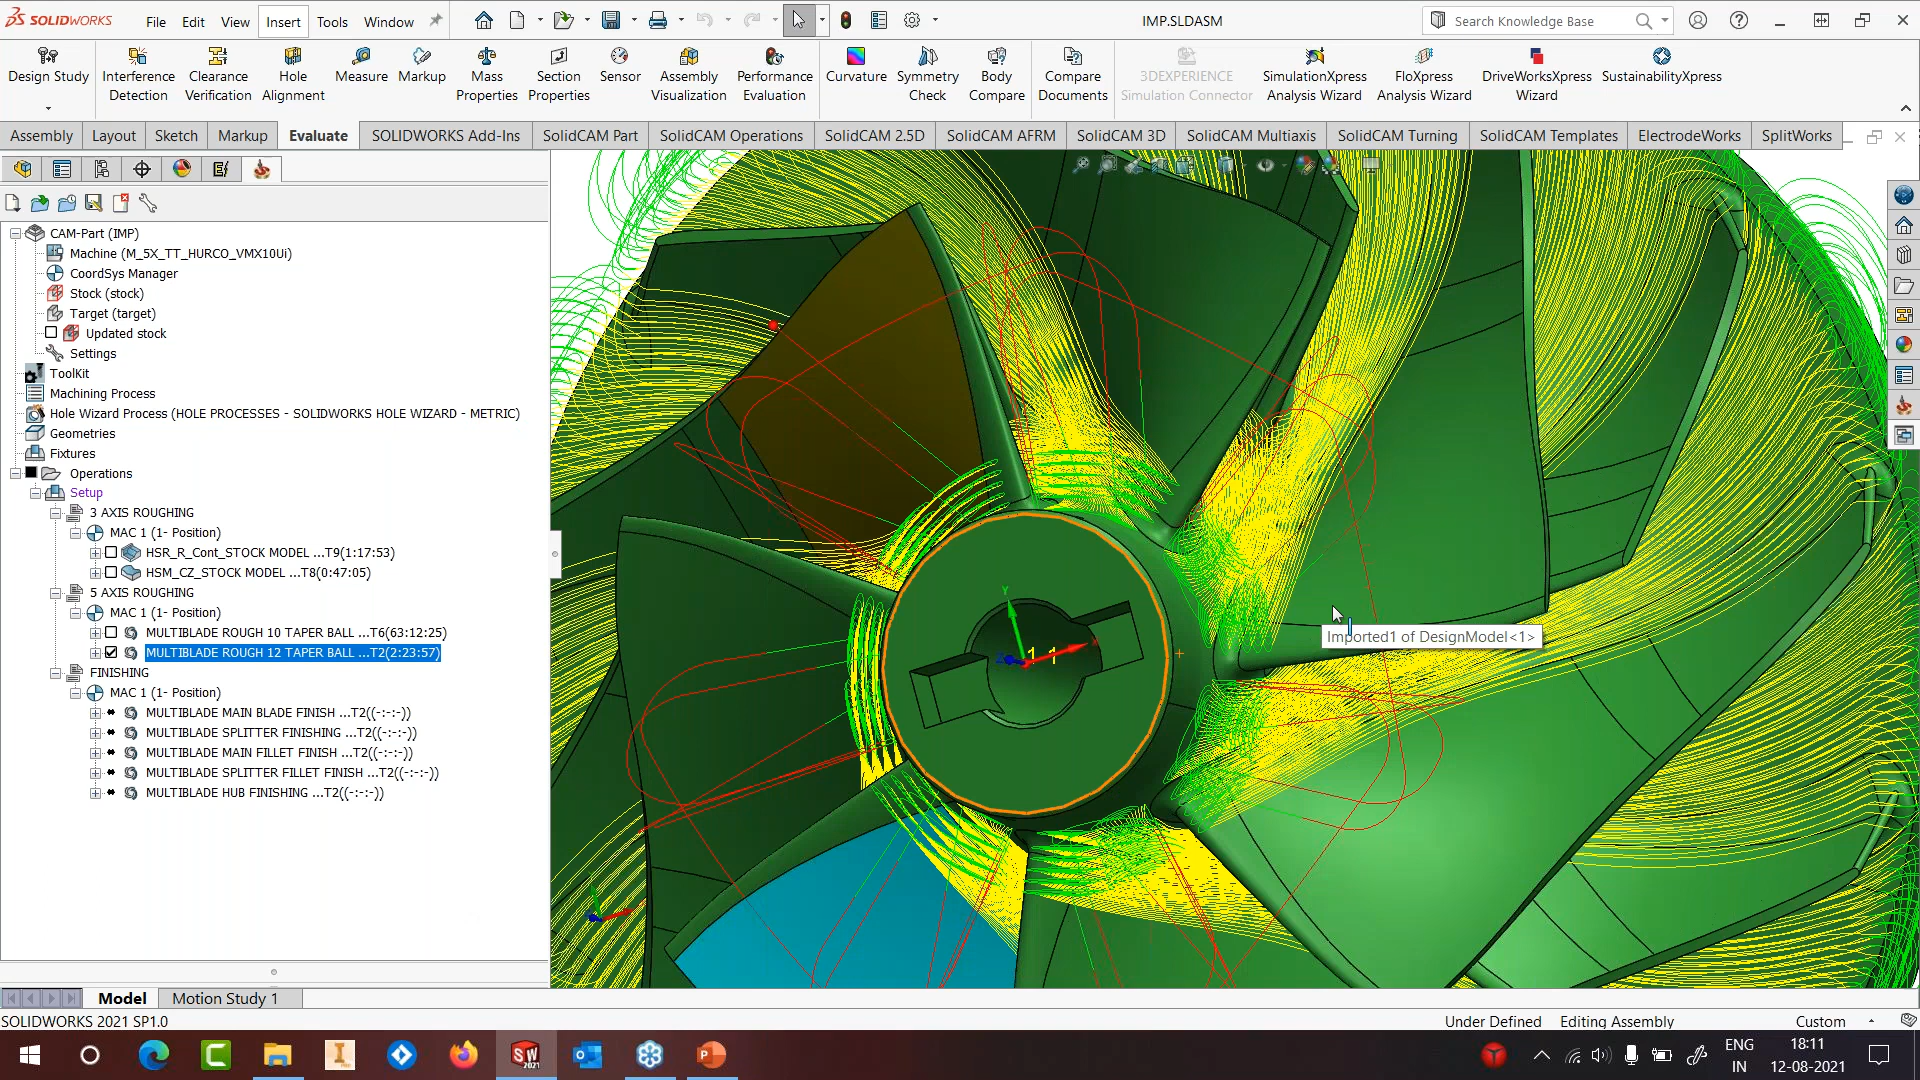 SOLIDWORKS File Edit View Insert Tools Window IMP.SLDASM Search Knowledge Base
Design Study Interference Detection Clearance Verification Hole Alignment Measure Markup Mass Properties Section Properties Sensor Assembly Visualization Performance Evaluation Curvature Symmetry Check Body Compare Compare Documents 3DEXPERIENCE Simulation Connector SimulationXpress Analysis Wizard FloXpress Analysis Wizard DriveWorksXpress Wizard SustainabilityXpress
Assembly Layout Sketch Markup Evaluate SOLIDWORKS Add-Ins SolidCAM Part SolidCAM Operations SolidCAM 2.5D SolidCAM AFRM SolidCAM 3D SolidCAM Multiaxis SolidCAM Turning SolidCAM Templates ElectrodeWorks SplitWorks
CAM-Part (IMP)
Machine (M_5X_TT_HURCO_VMX10Ui)
CoordSys Manager
Stock (stock)
Target (target)
Updated stock
Settings
ToolKit
Machining Process
Hole Wizard Process (HOLE PROCESSES - SOLIDWORKS HOLE WIZARD - METRIC)
Geometries
Fixtures
Operations
Setup
3 AXIS ROUGHING
MAC 1 (1- Position)
HSR_R_Cont_STOCK MODEL ...T9(1:17:53)
HSM_CZ_STOCK MODEL ...T8(0:47:05)
5 AXIS ROUGHING
MAC 1 (1- Position)
MULTIBLADE ROUGH 10 TAPER BALL ...T6(63:12:25)
MULTIBLADE ROUGH 12 TAPER BALL ...T2(2:23:57)
FINISHING
MAC 1 (1- Position)
MULTIBLADE MAIN BLADE FINISH ...T2((-:-:-))
MULTIBLADE SPLITTER FINISHING ...T2((-:-:-))
MULTIBLADE MAIN FILLET FINISH ...T2((-:-:-))
MULTIBLADE SPLITTER FILLET FINISH ...T2((-:-:-))
MULTIBLADE HUB FINISHING ...T2((-:-:-))
Y
Z 1 1
Imported1 of DesignModel<1>
Model Motion Study 1
SOLIDWORKS 2021 SP1.0 Under Defined Editing Assembly Custom
ENG 18:11
IN 12-08-2021